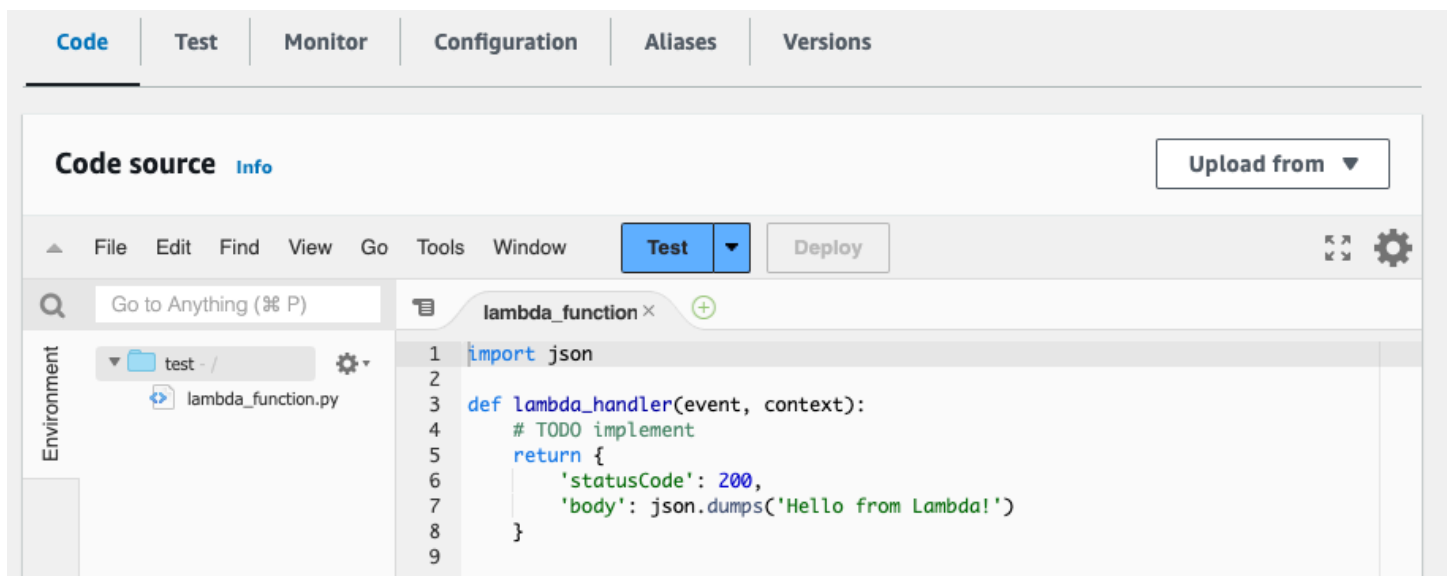 Code Test Monitor Configuration Aliases Versions
Code source Info
Upload from
File Edit Find View Go Tools Window Test Deploy
Go to Anything (⌘ P)
lambda_function
Environment
test - /
lambda_function.py
1 import json
2
3 def lambda_handler(event, context):
4     # TODO implement
5     return {
6         'statusCode': 200,
7         'body': json.dumps('Hello from Lambda!')
8     }
9